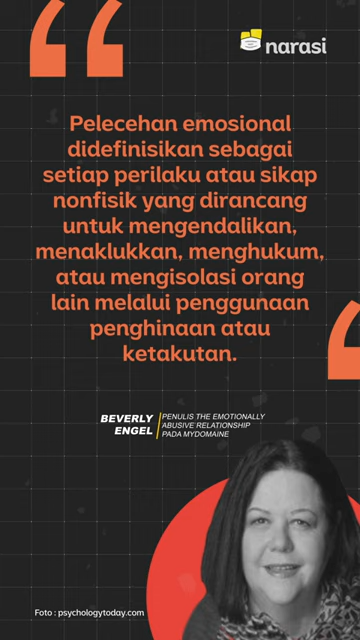 narasi
Pelecehan emosional
didefinisikan sebagai
setiap perilaku atau sikap
nonfisik yang dirancang
untuk mengendalikan,
menaklukkan, menghukum,
atau mengisolasi orang
lain melalui penggunaan
penghinaan atau
ketakutan.
BEVERLY
ENGEL
PENULIS THE EMOTIONALLY
ABUSIVE RELATIONSHIP
PADA MYDOMAINE
Foto : psychologytoday.com